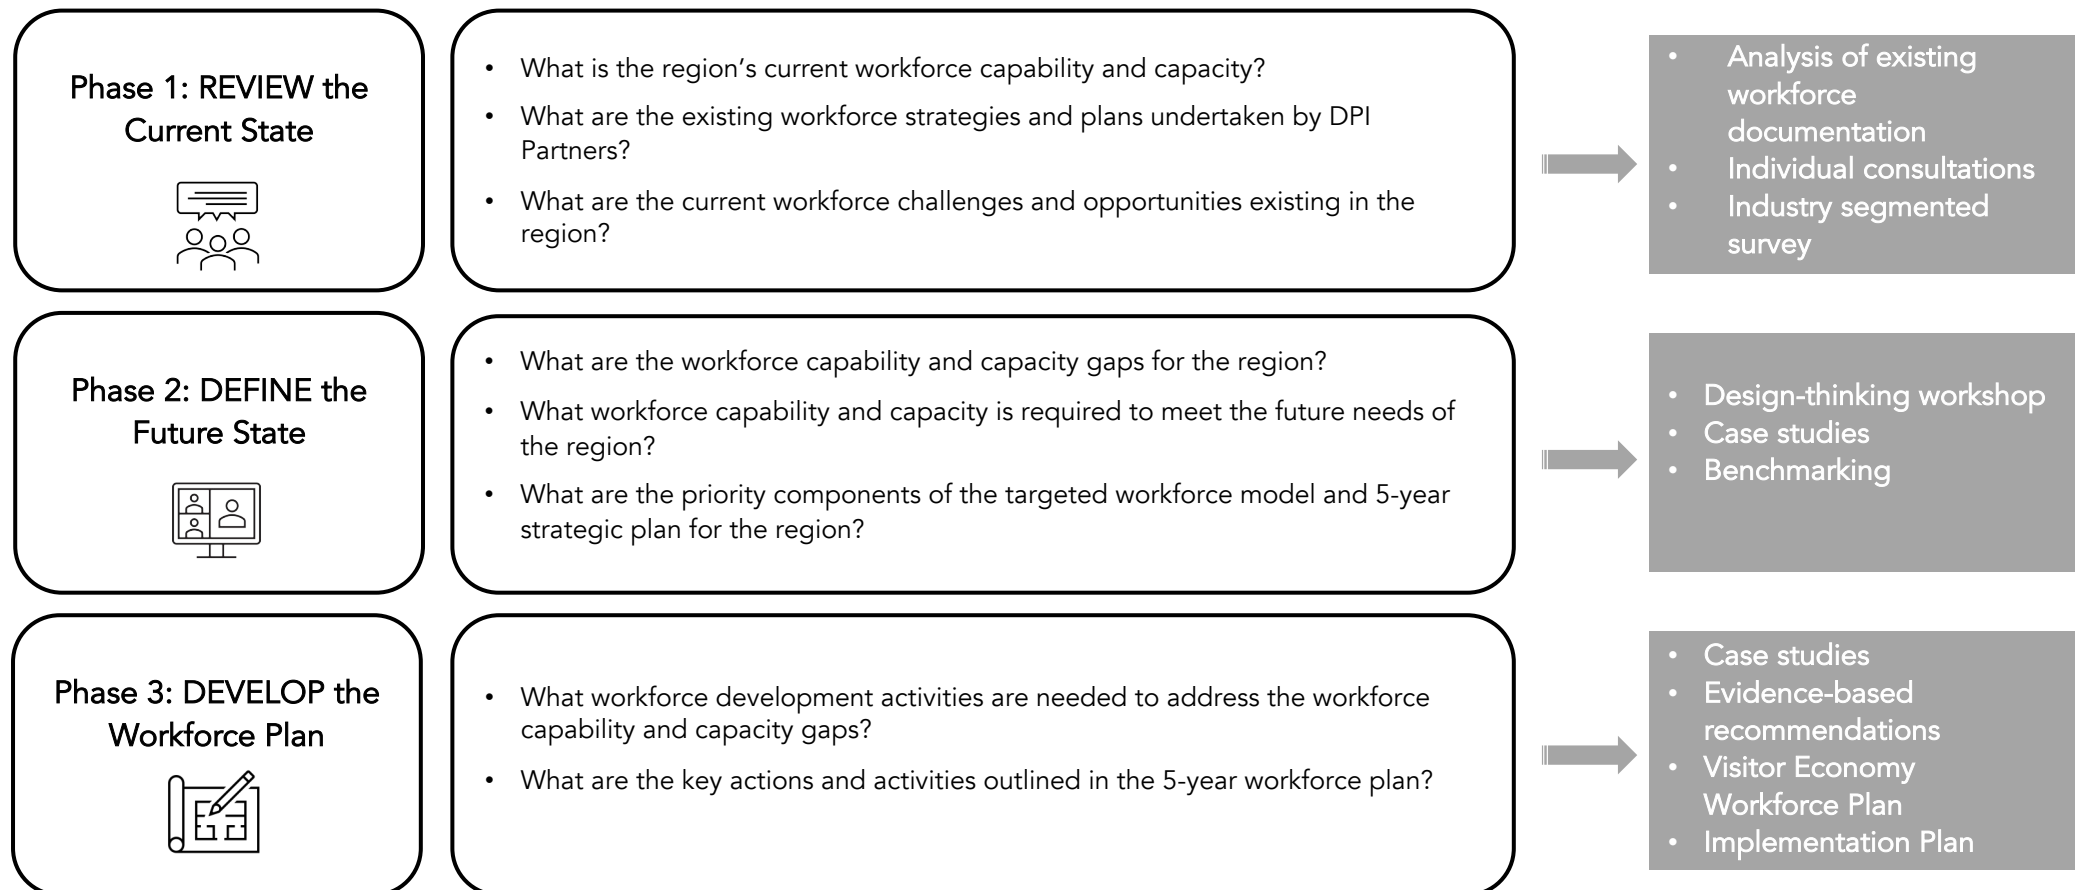 Phase 1: REVIEW the
Current State
• What is the region’s current workforce capability and capacity?
• What are the existing workforce strategies and plans undertaken by DPI
Partners?
• What are the current workforce challenges and opportunities existing in the
region?
• Analysis of existing
workforce
documentation
• Individual consultations
• Industry segmented
survey
Phase 2: DEFINE the
Future State
• What are the workforce capability and capacity gaps for the region?
• What workforce capability and capacity is required to meet the future needs of
the region?
• What are the priority components of the targeted workforce model and 5-year
strategic plan for the region?
• Design-thinking workshop
• Case studies
• Benchmarking
Phase 3: DEVELOP the
Workforce Plan
• What workforce development activities are needed to address the workforce
capability and capacity gaps?
• What are the key actions and activities outlined in the 5-year workforce plan?
• Case studies
• Evidence-based
recommendations
• Visitor Economy
Workforce Plan
• Implementation Plan